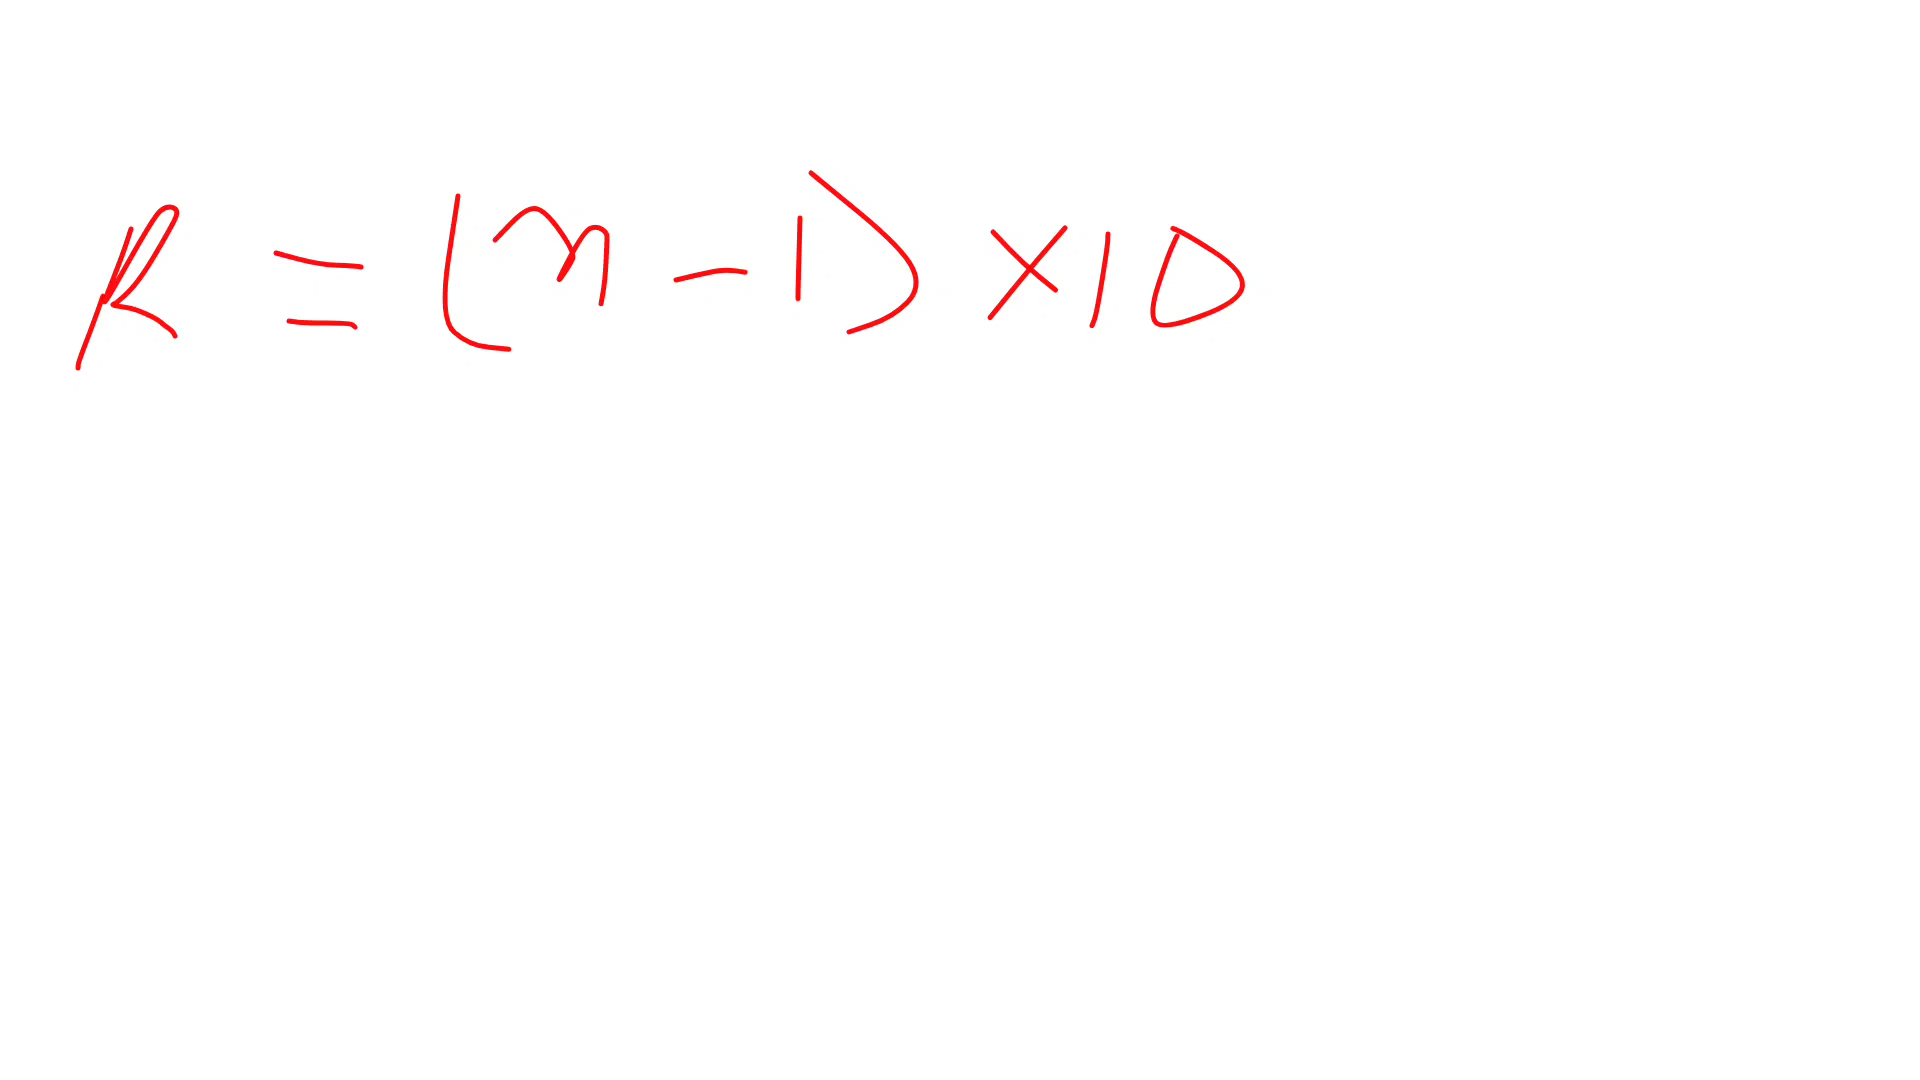 R = (n - 1) × 10